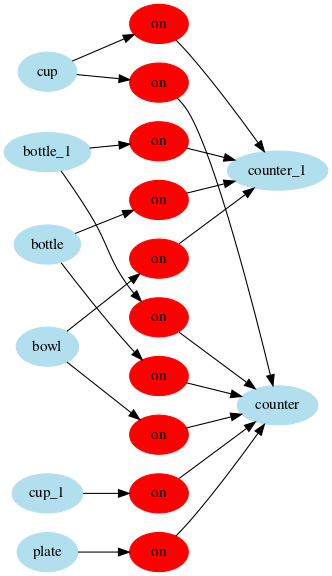 on
cup
on
bottle_1
on
counter_1
on
bottle
on
on
bowl
on
counter
on
cup_1
on
plate
on